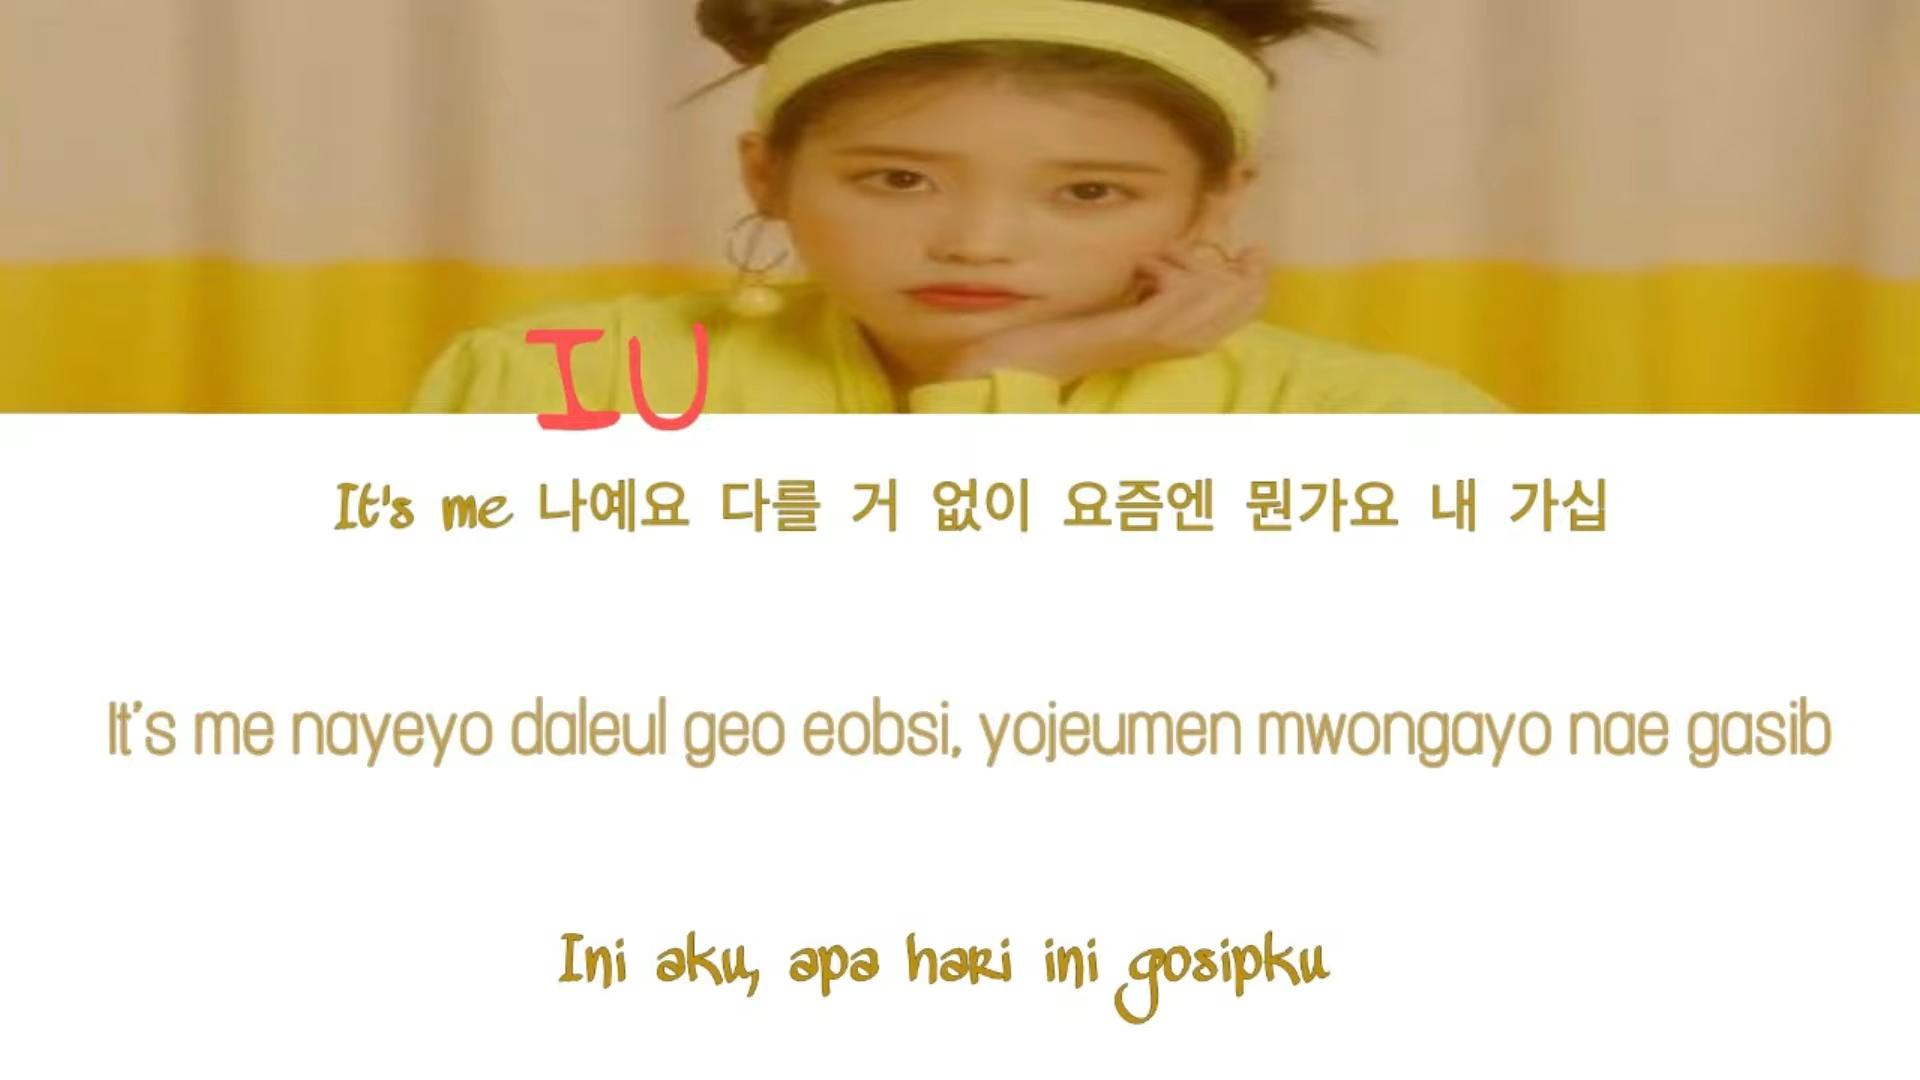 IU
It's me 나예요 다를 거 없이 요즘엔 뭔가요 내 가십
It's me nayeyo daleul geo eobsi, yojeumen mwongayo nae gasib
Ini aku, apa hari ini gosipku